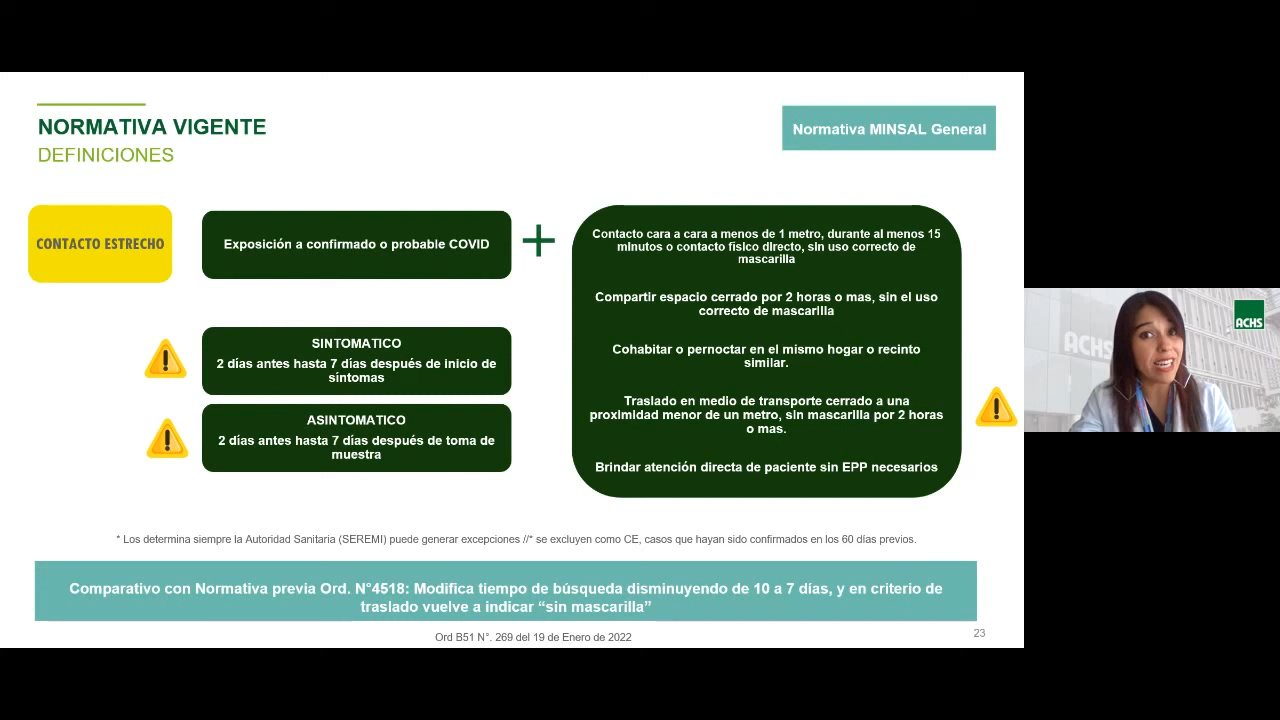 NORMATIVA VIGENTE
DEFINICIONES
Normativa MINSAL General
CONTACTO ESTRECHO
Exposición a confirmado o probable COVID
+
Contacto cara a cara a menos de 1 metro, durante al menos 15
minutos o contacto físico directo, sin uso correcto de
mascarilla
Compartir espacio cerrado por 2 horas o mas, sin el uso
correcto de mascarilla
Cohabitar o pernoctar en el mismo hogar o recinto
similar.
Traslado en medio de transporte cerrado a una
proximidad menor de un metro, sin mascarilla por 2 horas
o mas.
Brindar atención directa de paciente sin EPP necesarios
SINTOMATICO
2 días antes hasta 7 días después de inicio de
síntomas
ASINTOMATICO
2 días antes hasta 7 días después de toma de
muestra
* Los determina siempre la Autoridad Sanitaria (SEREMI) puede generar excepciones //* se excluyen como CE, casos que hayan sido confirmados en los 60 días previos.
Comparativo con Normativa previa Ord. N°4518: Modifica tiempo de búsqueda disminuyendo de 10 a 7 días, y en criterio de
traslado vuelve a indicar “sin mascarilla”
Ord B51 N°. 269 del 19 de Enero de 2022
23
ACHS
ACHS